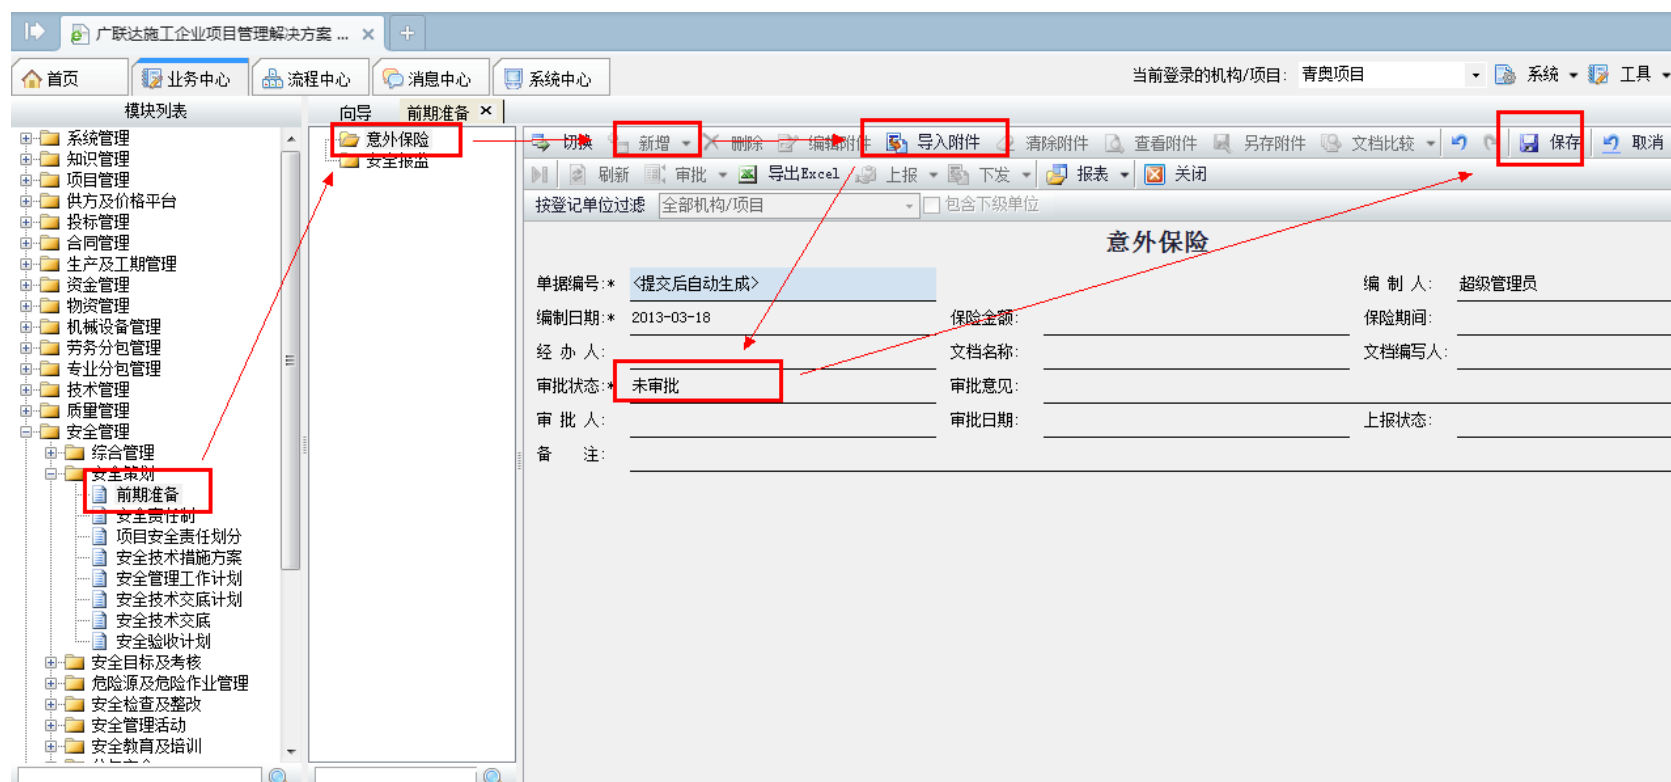 广联达施工企业项目管理解决方案 ...
首页 业务中心 流程中心 消息中心 系统中心 当前登录的机构/项目: 青奥项目 系统 工具
模块列表 向导 前期准备
系统管理
知识管理
项目管理
供方及价格平台
投标管理
合同管理
生产及工期管理
资金管理
物资管理
机械设备管理
劳务分包管理
专业分包管理
技术管理
质量管理
安全管理
综合管理
安全策划
前期准备
安全责任制
项目安全责任划分
安全技术措施方案
安全管理工作计划
安全技术交底计划
安全技术交底
安全验收计划
安全目标及考核
危险源及危险作业管理
安全检查及整改
安全管理活动
安全教育及培训
意外保险
安全报监
切换 新增 删除 编辑附件 导入附件 清除附件 查看附件 另存附件 文档比较 保存 取消
刷新 审批 导出Excel 上报 下发 报表 关闭
按登记单位过滤 全部机构/项目 包含下级单位
意外保险
单据编号:* <提交后自动生成> 编 制 人: 超级管理员
编制日期:* 2013-03-18 保险金额: 保险期间:
经 办 人: 文档名称: 文档编写人:
审批状态:* 未审批 审批意见:
审 批 人: 审批日期: 上报状态:
备 注: